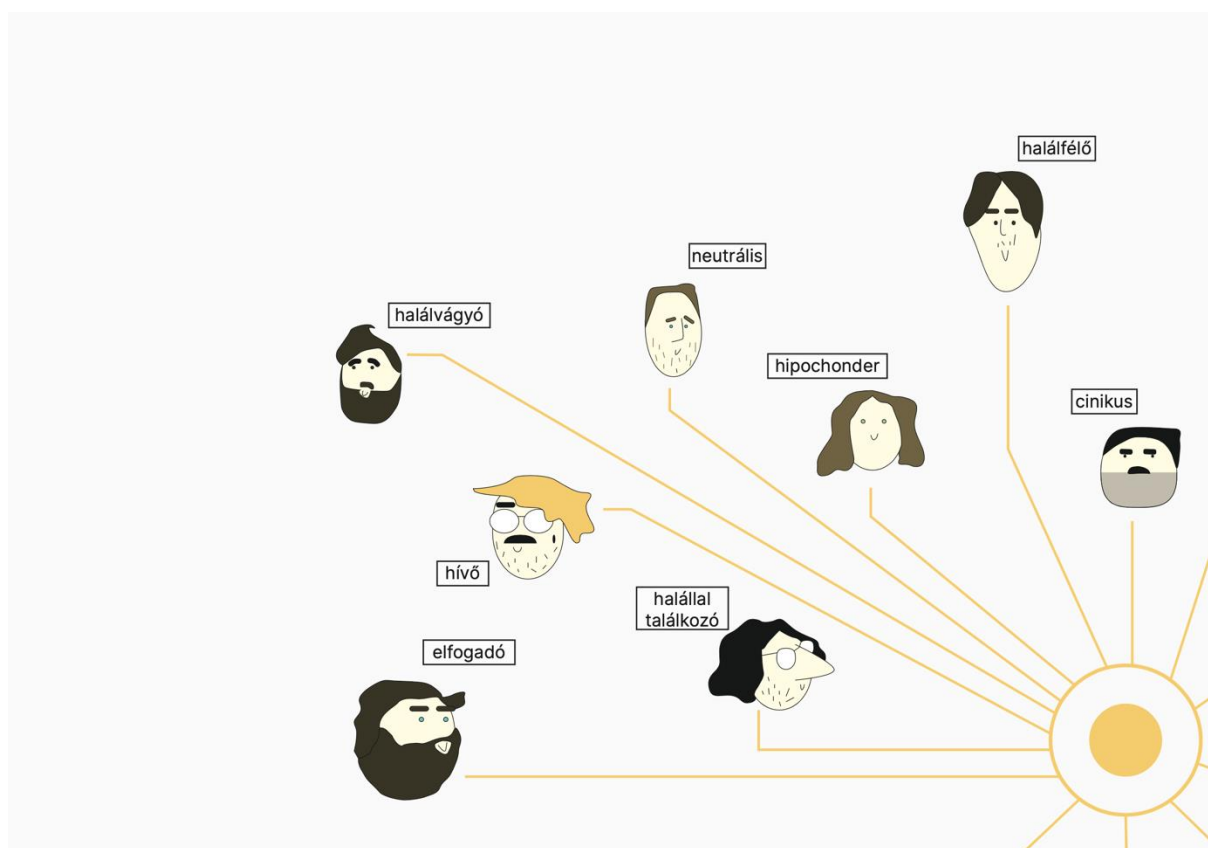 halálfélő
neutrális
halálvágyó
hipochonder
cinikus
hívő
halállal
találkozó
elfogadó